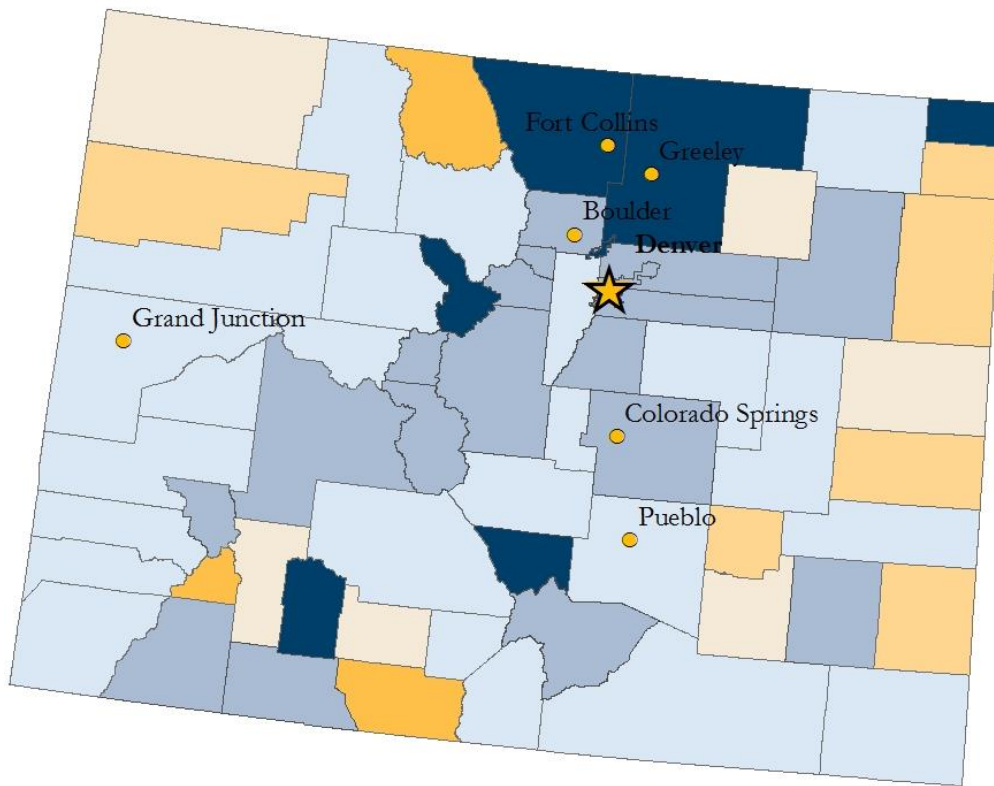 Fort Collins
Greeley
Boulder
Denver
Grand Junction
Colorado Springs
Pueblo